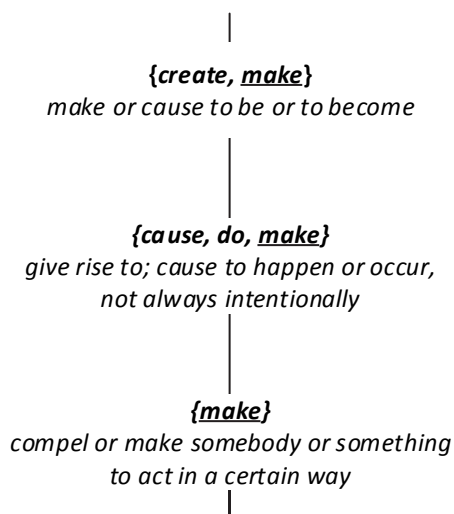 {create, make}
make or cause to be or to become
{cause, do, make}
give rise to; cause to happen or occur,
not always intentionally
{make}
compel or make somebody or something
to act in a certain way